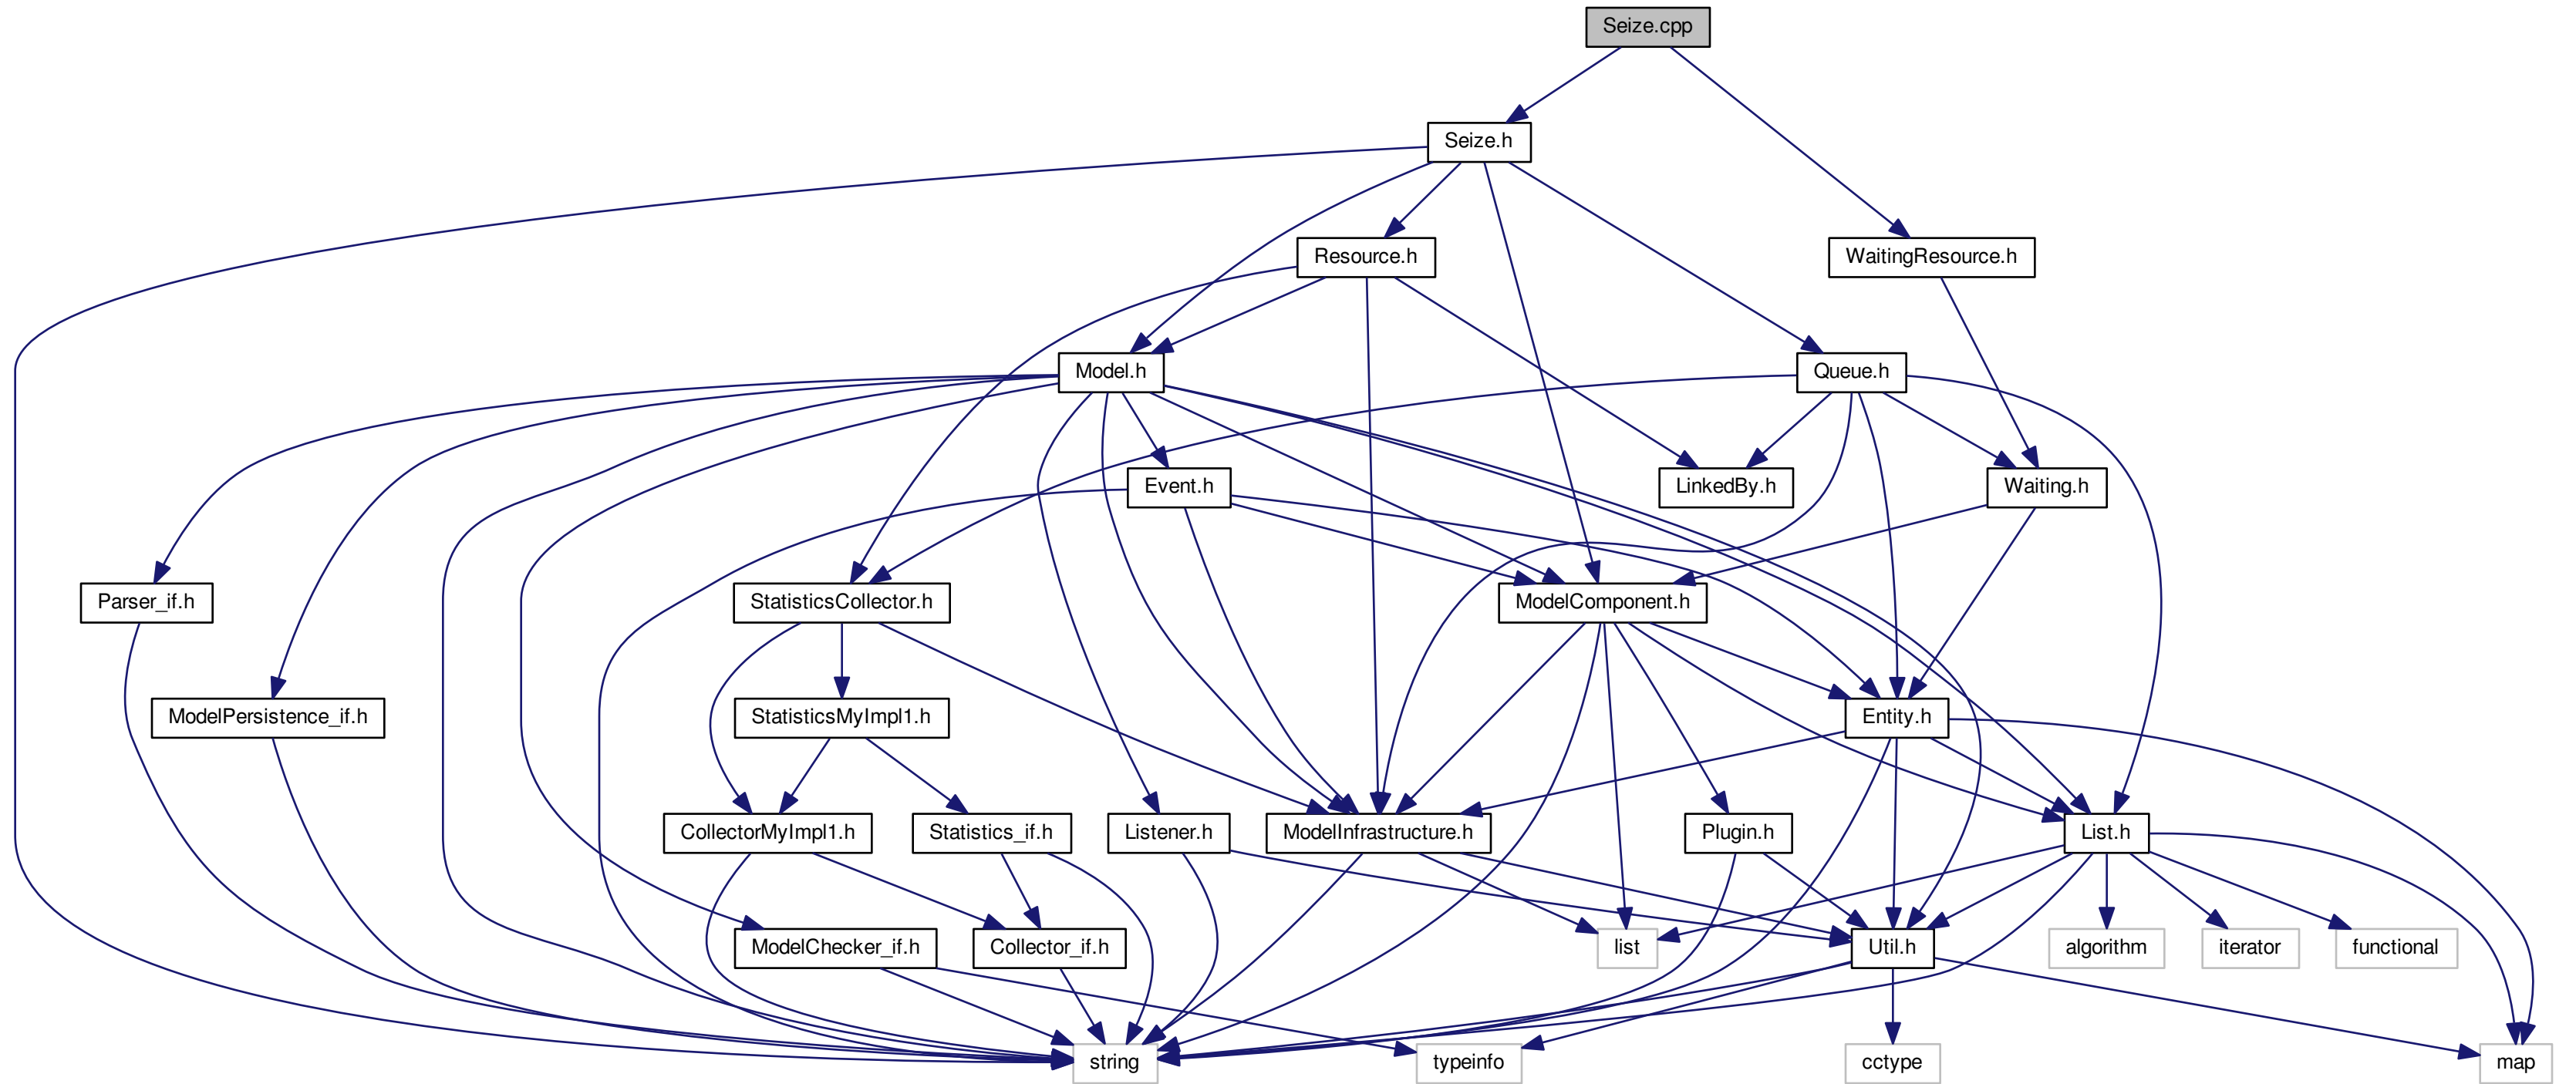 Seize.cpp
Seize.h
Resource.h
WaitingResource.h
Model.h
Queue.h
Event.h
LinkedBy.h
Waiting.h
Parser_if.h
StatisticsCollector.h
ModelComponent.h
ModelPersistence_if.h
StatisticsMyImpl1.h
Entity.h
CollectorMyImpl1.h
Statistics_if.h
Listener.h
ModelInfrastructure.h
Plugin.h
List.h
ModelChecker_if.h
Collector_if.h
list
Util.h
algorithm
iterator
functional
string
typeinfo
cctype
map